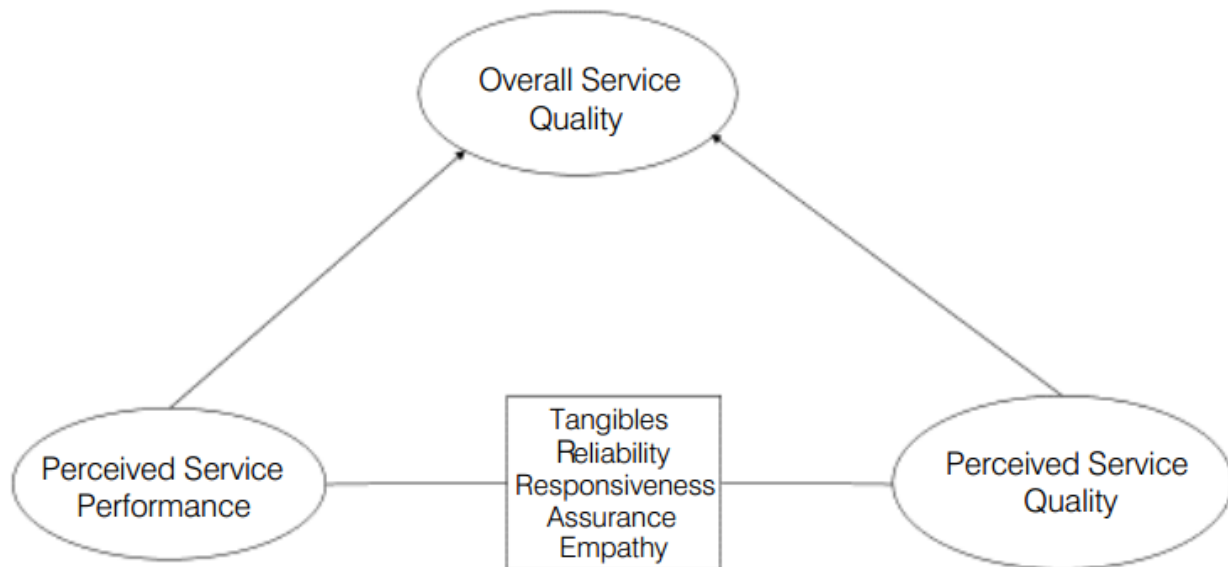 Overall Service
Quality
Perceived Service
Performance
Tangibles
Reliability
Responsiveness
Assurance
Empathy
Perceived Service
Quality